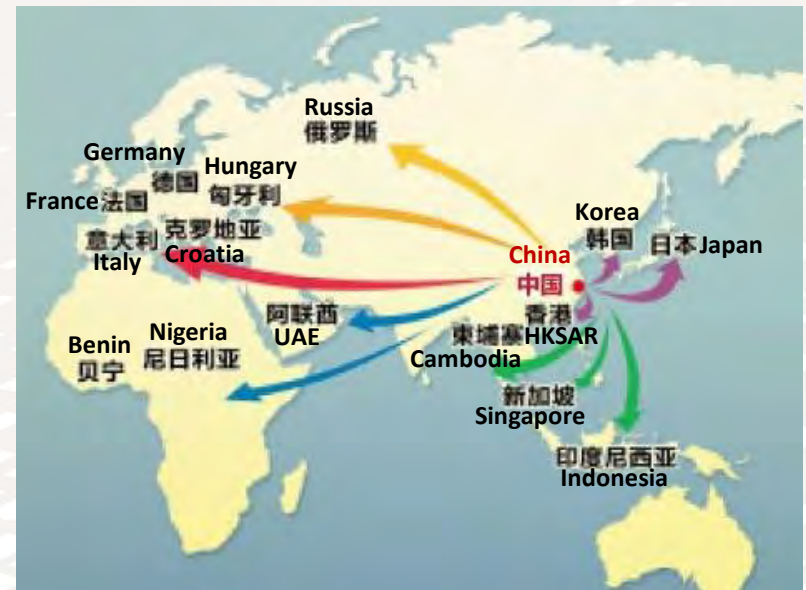 Russia
俄罗斯
Germany
德国
Hungary
匈牙利
France法国
意大利
Italy
克罗地亚
Croatia
Korea
韩国
日本Japan
China
中国
香港
HKSAR
阿联酋
UAE
柬埔寨
Cambodia
Benin
贝宁
Nigeria
尼日利亚
新加坡
Singapore
印度尼西亚
Indonesia